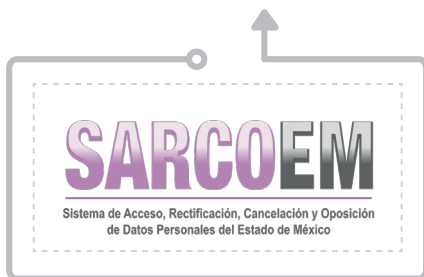 SARCOEM
Sistema de Acceso, Rectificación, Cancelación y Oposición
de Datos Personales del Estado de México